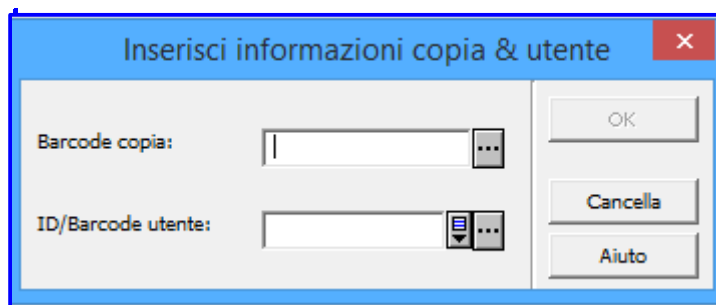 Inserisci informazioni copia & utente
Barcode copia:
OK
ID/Barcode utente:
Cancella
Aiuto